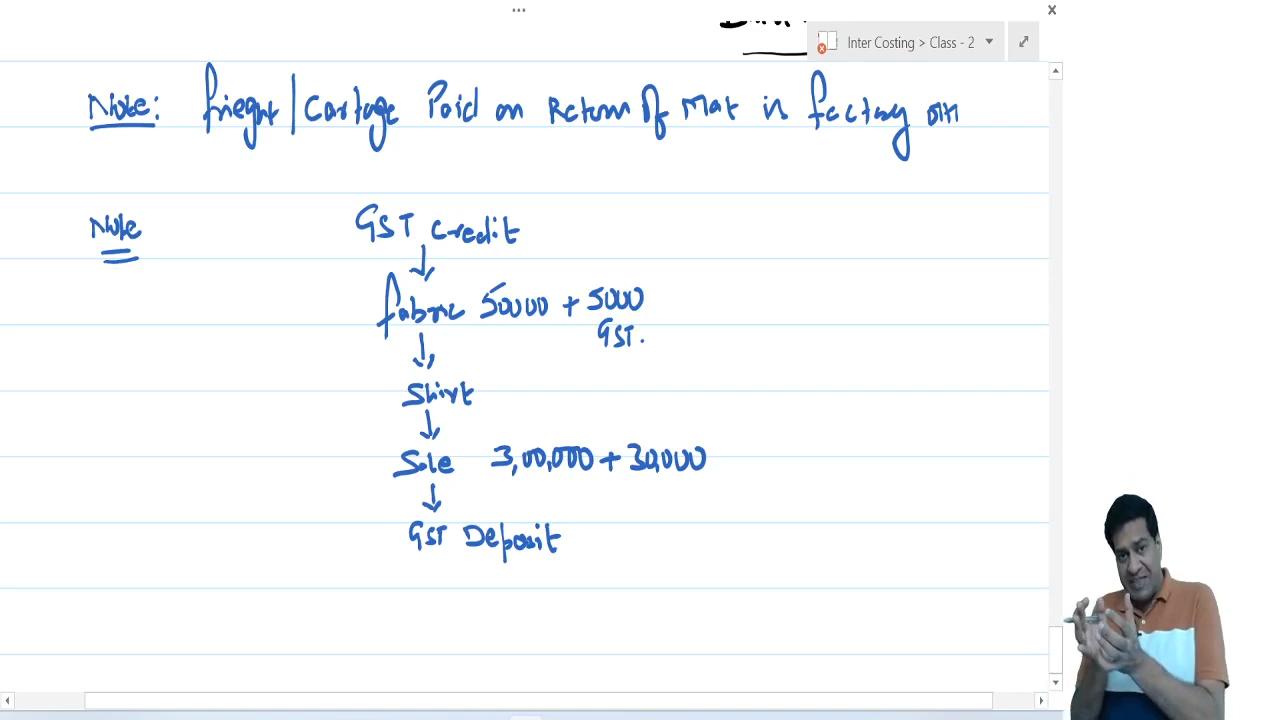 Inter Costing > Class - 2
Note: frieght/Cartage Paid on Return of Mat is factory OH
Note
GST credit
fabric 50000 + 5000
GST.
Shirt
Sale 3,00,000 + 30,000
GST Deposit